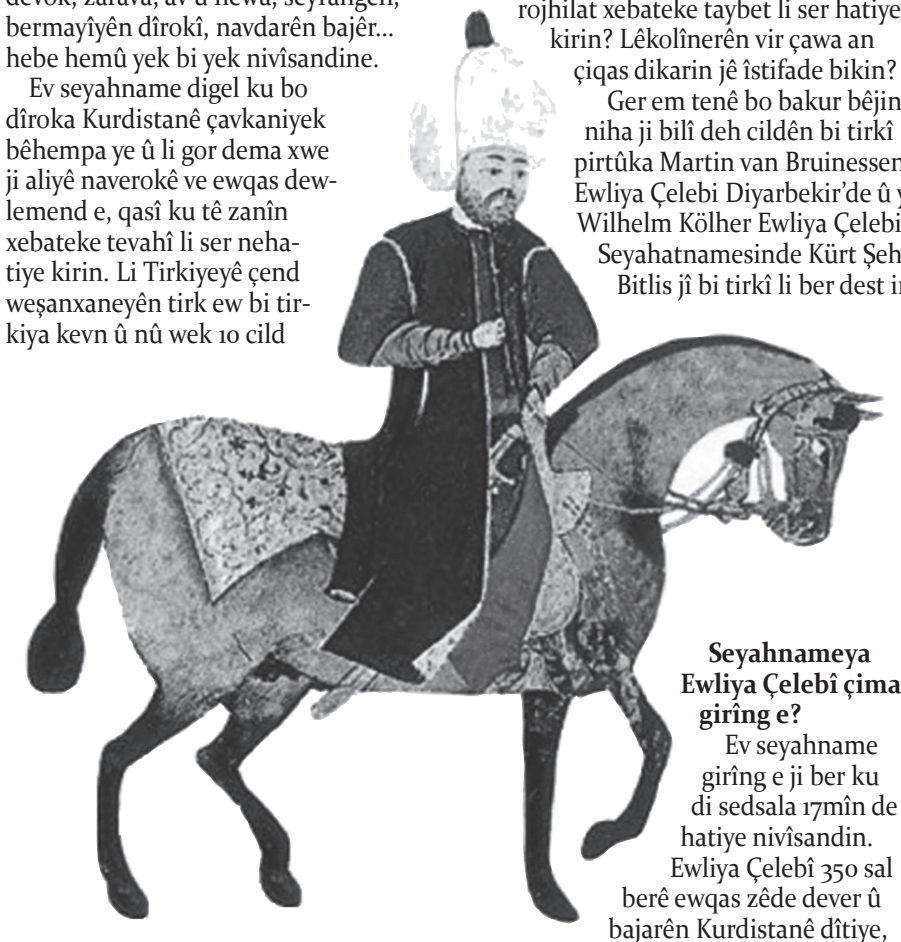 devok, zarava, av û hewa, seyrangeh,
bermayîyên dîrokî, navdarên bajêr...
hebe hemû yek bi yek nivîsandine.
Ev seyahname digel ku bo
dîroka Kurdistanê çavkaniyek
bêhempa ye û li gor dema xwe
ji aliyê naverokê ve ewqas dew-
lemend e, qasî ku tê zanîn
xebateke tevahî li ser neha-
tiye kirin. Li Tirkiyeyê çend
weşanxaneyên tirk ew bi tir-
kiya kevn û nû wek 10 cild
rojhilat xebateke taybet li ser hatiye
kirin? Lêkolînerên vir çawa an
çiqas dikarin jê îstifade bikin?
Ger em tenê bo bakur bêjin
niha ji bilî deh cildên bi tirkî
pirtûka Martin van Bruinessen
Ewliya Çelebi Diyarbekir’de û
Wilhelm Kölher Ewliya Çelebi
Seyahatnamesinde Kürt
Bitlis jî bi tirkî li ber dest
Seyahnameya
Ewliya Çelebî çima
girîng e?
Ev seyahname
girîng e ji ber ku
di sedsala 17mîn de
hatiye nivîsandin.
Ewliya Çelebî 350 sal
berê ewqas zêde dever û
bajarên Kurdistanê dîtiye,